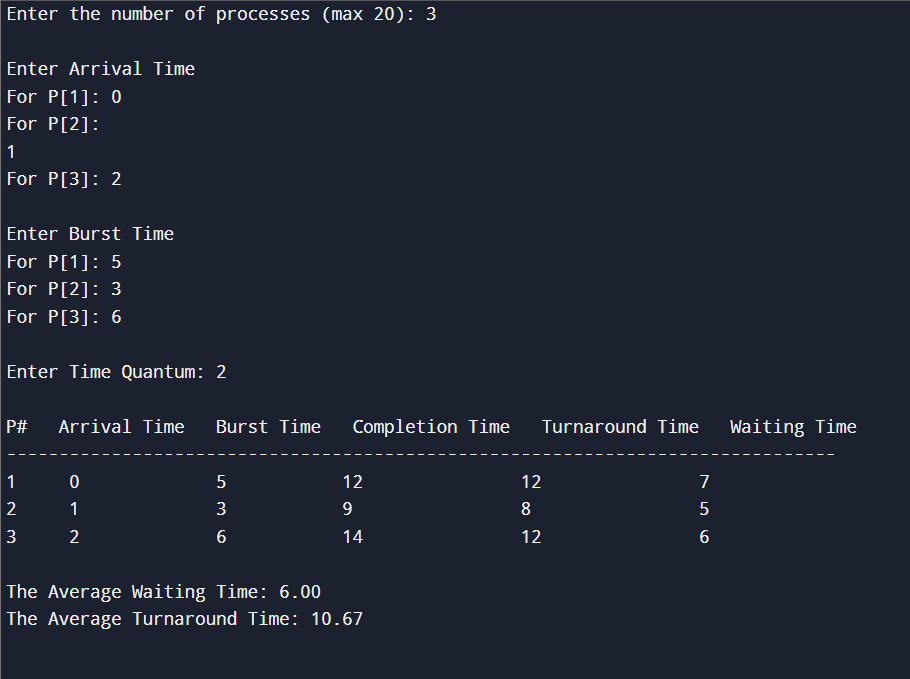 Enter the number of processes (max 20): 3
Enter Arrival Time
For P[1]: 0
For P[2]:
1
For P[3]: 2
Enter Burst Time
For P[1]: 5
For P[2]: 3
For P[3]: 6
Enter Time Quantum: 2
P#   Arrival Time   Burst Time   Completion Time   Turnaround Time   Waiting Time
-------------------------------------------------------------------------------
1     0             5           12               12               7
2     1             3           9                8                5
3     2             6           14               12               6
The Average Waiting Time: 6.00
The Average Turnaround Time: 10.67